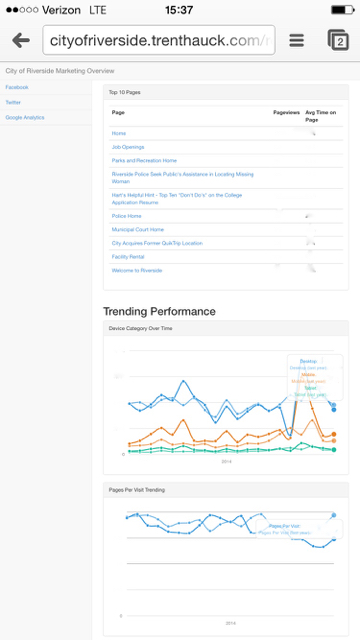 Verizon LTE 15:37
cityofriverside.trenthauck.com/
2
City of Riverside Marketing Overview
Facebook
Twitter
Google Analytics
Top 10 Pages
Page Pageviews Avg Time on
Page
Home
Job Openings
Parks and Recreation Home
Riverside Police Seek Public's Assistance in Locating Missing
Woman
Hart's Helpful Hint - Top Ten "Don't Do's" on the College
Application Resume
Police Home
Municipal Court Home
City Acquires Former QuikTrip Location
Facility Rental
Welcome to Riverside
Trending Performance
Device Category Over Time
Desktop
Desktop (last year)
Mobile
Mobile (last year)
Tablet
Tablet (last year)
0
2014
Pages Per Visit Trending
Pages Per Visit
Pages Per Visit (last year)
0
2014